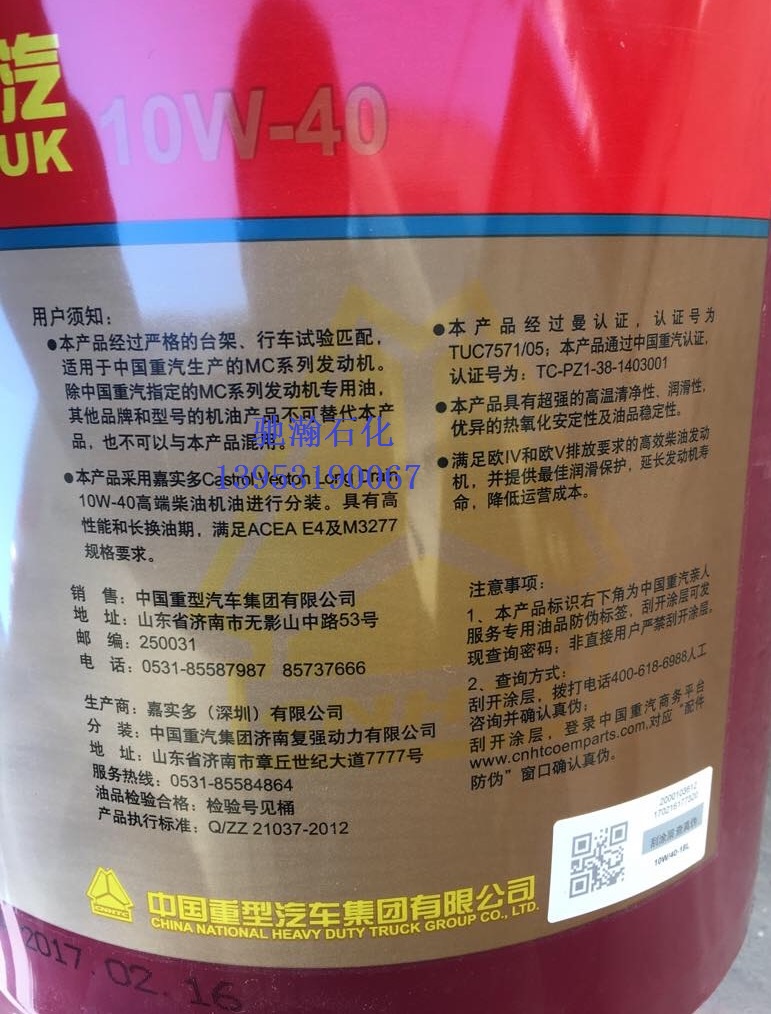 汽
UK
10W-40
用户须知：
●本产品经过严格的台架、行车试验匹配，
适用于中国重汽生产的MC系列发动机。
除中国重汽指定的MC系列发动机专用油，
其他品牌和型号的机油产品不可替代本产
品，也不可以与本产品混用。
●本产品采用嘉实多Castrol Vecton Long Drain
10W-40高端柴油机油进行分装。具有高
性能和长换油期，满足ACEA E4及M3277
规格要求。
销 售：中国重型汽车集团有限公司
地 址：山东省济南市无影山中路53号
邮 编：250031
电 话：0531-85587987 85737666
生产商：嘉实多（深圳）有限公司
分 装：中国重汽集团济南复强动力有限公司
地 址：山东省济南市章丘世纪大道7777号
服务热线：0531-85584864
油品检验合格：检验号见桶
产品执行标准：Q/ZZ 21037-2012
●本产品经过曼认证，认证号为
TUC7571/05；本产品通过中国重汽认证，
认证号为：TC-PZ1-38-1403001
●本产品具有超强的高温清净性、润滑性，
优异的热氧化安定性及油品稳定性。
●满足欧IV和欧V排放要求的高效柴油发动
机，并提供最佳润滑保护，延长发动机寿
命，降低运营成本。
注意事项：
1、本产品标识右下角为中国重汽亲人
服务专用油品防伪标签，刮开涂层可发
现查询密码；非直接用户严禁刮开涂层。
2、查询方式：
刮开涂层，拨打电话400-618-6988人工
咨询并确认真伪；
刮开涂层，登录中国重汽商务平台
www.cnhtcoemparts.com,对应“配件
防伪”窗口确认真伪。
驰瀚石化
13953190067
2000103612
170216177320
刮涂层 查真伪
10W/40-18L
CNHTC
中国重型汽车集团有限公司
CHINA NATIONAL HEAVY DUTY TRUCK GROUP CO., LTD.
2017.02.16